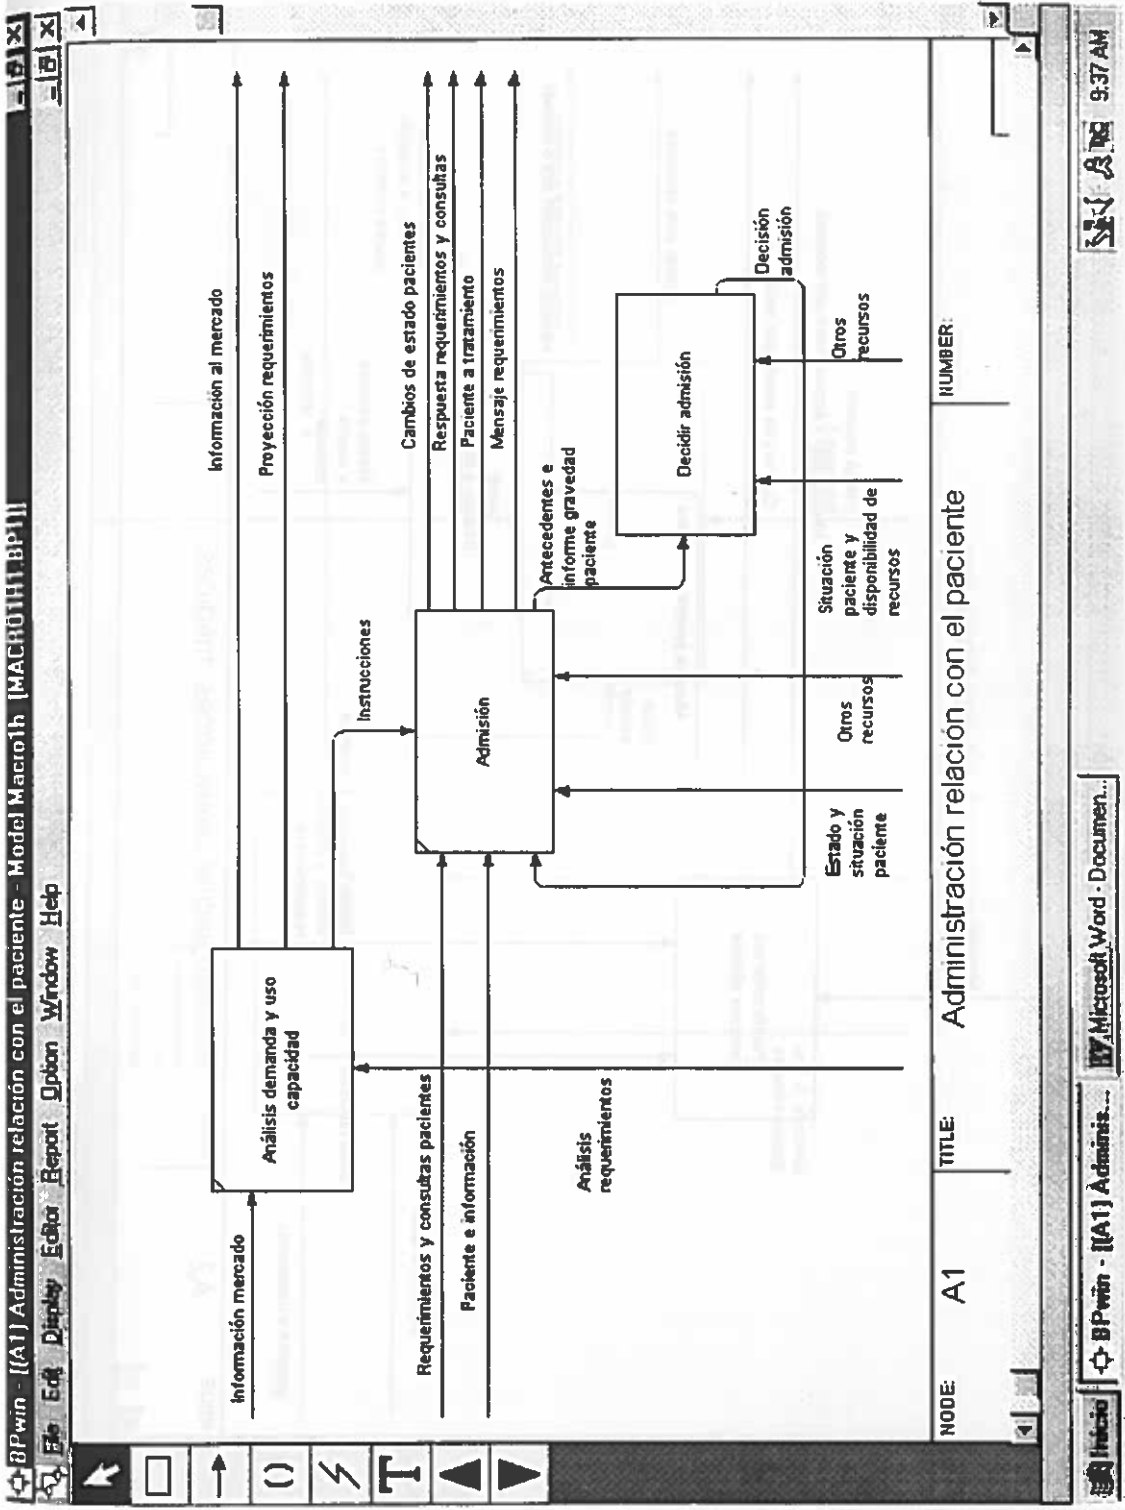 BPwin - [(A1) Administración relación con el paciente - Model Macro1h [MACRO1H1.BP1]]
File Edit Display Editor Report Option Window Help
Información al mercado
Proyección requerimientos
Análisis demanda y uso
capacidad
Información mercado
Instrucciones
Cambios de estado pacientes
Respuesta requerimientos y consultas
Paciente a tratamiento
Mensaje requerimientos
Requerimientos y consultas pacientes
Paciente e información
Admisión
Antecedentes e
informe gravedad
paciente
Decidir admisión
Decisión
admisión
Análisis
requerimientos
Estado y
situación
paciente
Otros
recursos
Situación
paciente y
disponibilidad de
recursos
Otros
recursos
NODE:
A1
TITLE:
Administración relación con el paciente
NUMBER:
Inicio
BPwin - [(A1) Adminis...
Microsoft Word - Documen...
9:37 AM